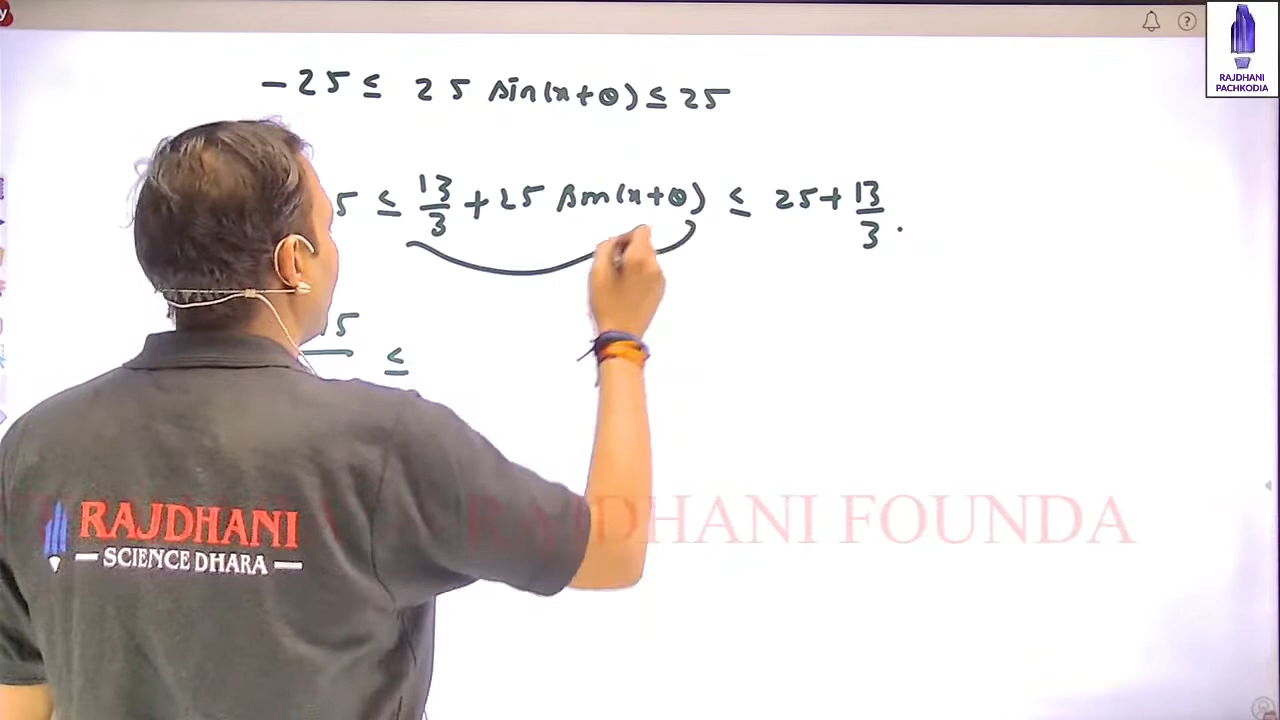 RAJDHANI
PACHKODIA
-25 ≤ 25 sin(x+θ) ≤ 25
5 ≤ 13/3 + 25 sin(x+θ) ≤ 25 + 13/3.
15 ≤
RAJDHANI FOUNDA
RAJDHANI
SCIENCE DHARA